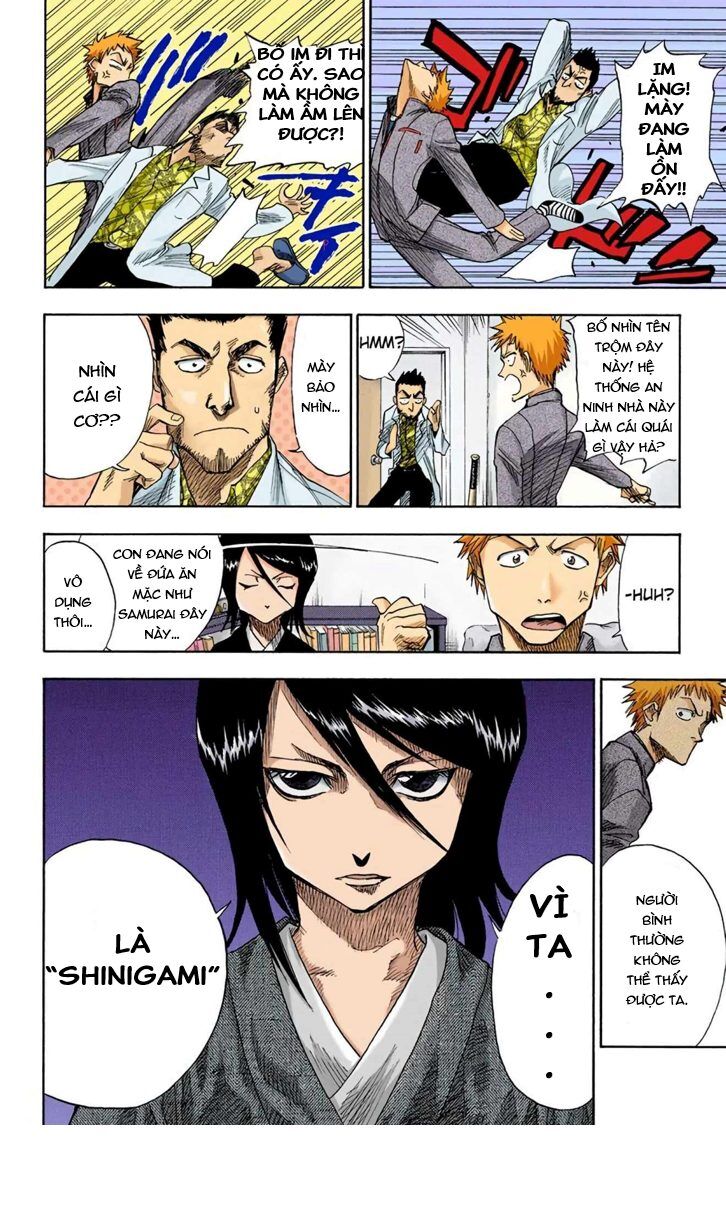 IM
LẶNG!
MÀY
ĐANG
LÀM
ỒN
ĐẤY!!
BỐ IM ĐI THÌ
CÓ ẤY. SAO
MÀ KHÔNG
LÀM ẦM LÊN
ĐƯỢC?!
BỐ NHÌN TÊN
TRỘM ĐÂY
NÀY! HỆ
THỐNG AN
NINH NHÀ NÀY
LÀM CÁI QUÁI
GÌ VẬY HẢ?
HMM?
MÀY
BẢO
NHÌN...
NHÌN
CÁI GÌ
CƠ??
-HUH?
CON ĐANG NÓI
VỀ ĐỨA ĂN
MẶC NHƯ
SAMURAI ĐÂY
NÀY...
VÔ
DỤNG
THÔI...
NGƯỜI
BÌNH
THƯỜNG
KHÔNG
THỂ THẤY
ĐƯỢC TA.
VÌ
TA
.
.
.
LÀ
"SHINIGAMI"